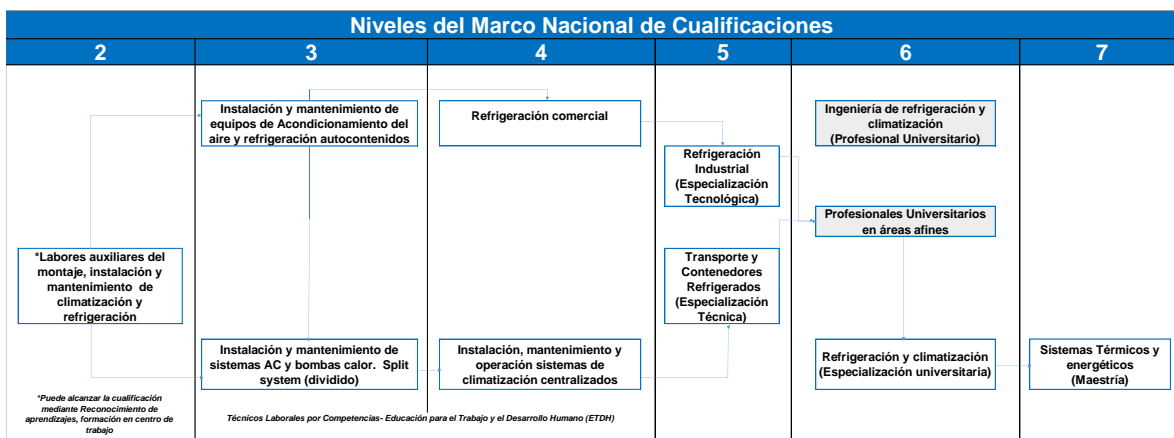 Niveles del Marco Nacional de Cualificaciones
2
3
4
5
6
7
Instalación y mantenimiento de
equipos de Acondicionamiento del
aire y refrigeración autocontenidos
Refrigeración comercial
Ingeniería de refrigeración y
climatización
(Profesional Universitario)
Refrigeración
Industrial
(Especialización
Tecnológica)
Profesionales Universitarios
en áreas afines
*Labores auxiliares del
montaje, instalación y
mantenimiento de
climatización y
refrigeración
Transporte y
Contenedores
Refrigerados
(Especialización
Técnica)
Instalación y mantenimiento de
sistemas AC y bombas calor. Split
system (dividido)
Instalación, mantenimiento y
operación sistemas de
climatización centralizados
Refrigeración y climatización
(Especialización universitaria)
Sistemas Térmicos y
energéticos
(Maestría)
*Puede alcanzar la cualificación
mediante Reconocimiento de
aprendizajes, formación en centro de
trabajo
Técnicos Laborales por Competencias- Educación para el Trabajo y el Desarrollo Humano (ETDH)